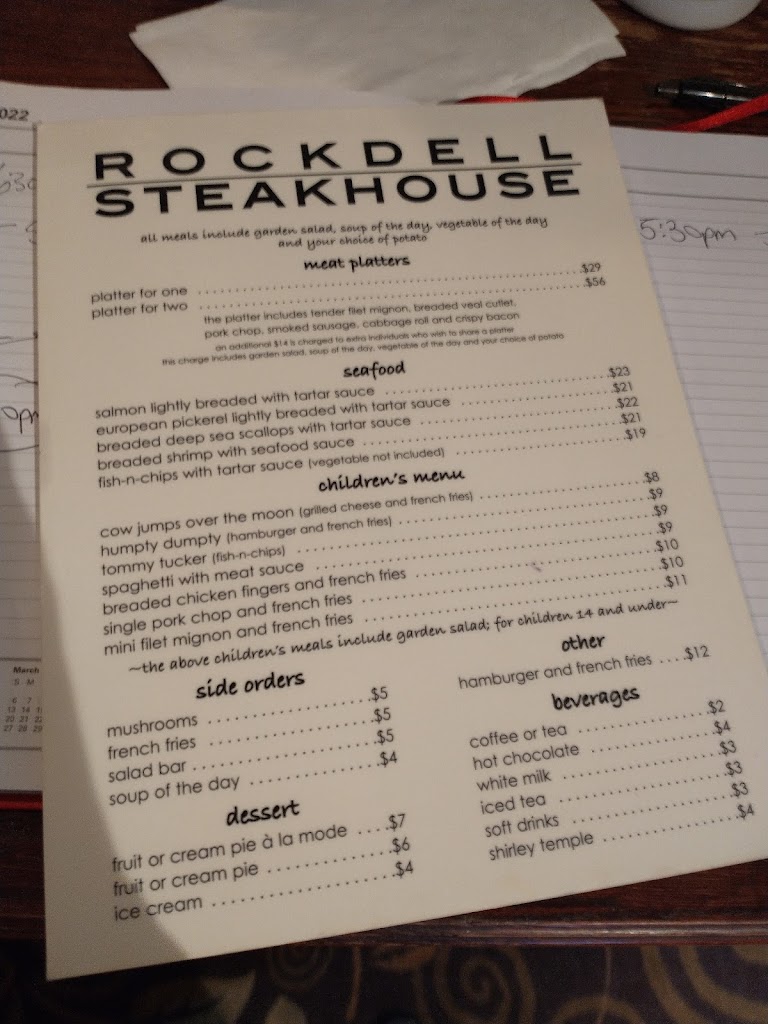 022
ROCKDELL
STEAKHOUSE
all meals include garden salad, soup of the day, vegetable of the day
and your choice of potato
meat platters
platter for one ........ $29
platter for two ........ $56
the platter includes tender filet mignon, breaded veal cutlet,
pork chop, smoked sausage, cabbage roll and crispy bacon
an additional $14 is charged to extra individuals who wish to share a platter
this charge includes garden salad, soup of the day, vegetable of the day and your choice of potato
seafood
salmon lightly breaded with tartar sauce ........ $23
european pickerel lightly breaded with tartar sauce ........ $21
breaded deep sea scallops with tartar sauce ........ $22
breaded shrimp with seafood sauce ........ $21
fish-n-chips with tartar sauce (vegetable not included) ........ $19
children's menu
cow jumps over the moon (grilled cheese and french fries) ........ $8
humpty dumpty (hamburger and french fries) ........ $9
tommy tucker (fish-n-chips) ........ $9
spaghetti with meat sauce ........ $9
breaded chicken fingers and french fries ........ $10
single pork chop and french fries ........ $10
mini filet mignon and french fries ........ $11
~the above children's meals include garden salad; for children 14 and under~
side orders
mushrooms ........ $5
french fries ........ $5
salad bar ........ $5
soup of the day ........ $4
dessert
fruit or cream pie à la mode .... $7
fruit or cream pie ........ $6
ice cream ........ $4
other
hamburger and french fries .... $12
beverages
coffee or tea ........ $2
hot chocolate ........ $4
white milk ........ $3
iced tea ........ $3
soft drinks ........ $3
shirley temple ........ $4
5:30pm
March
S M
6 7
13 14
20 21
27 28